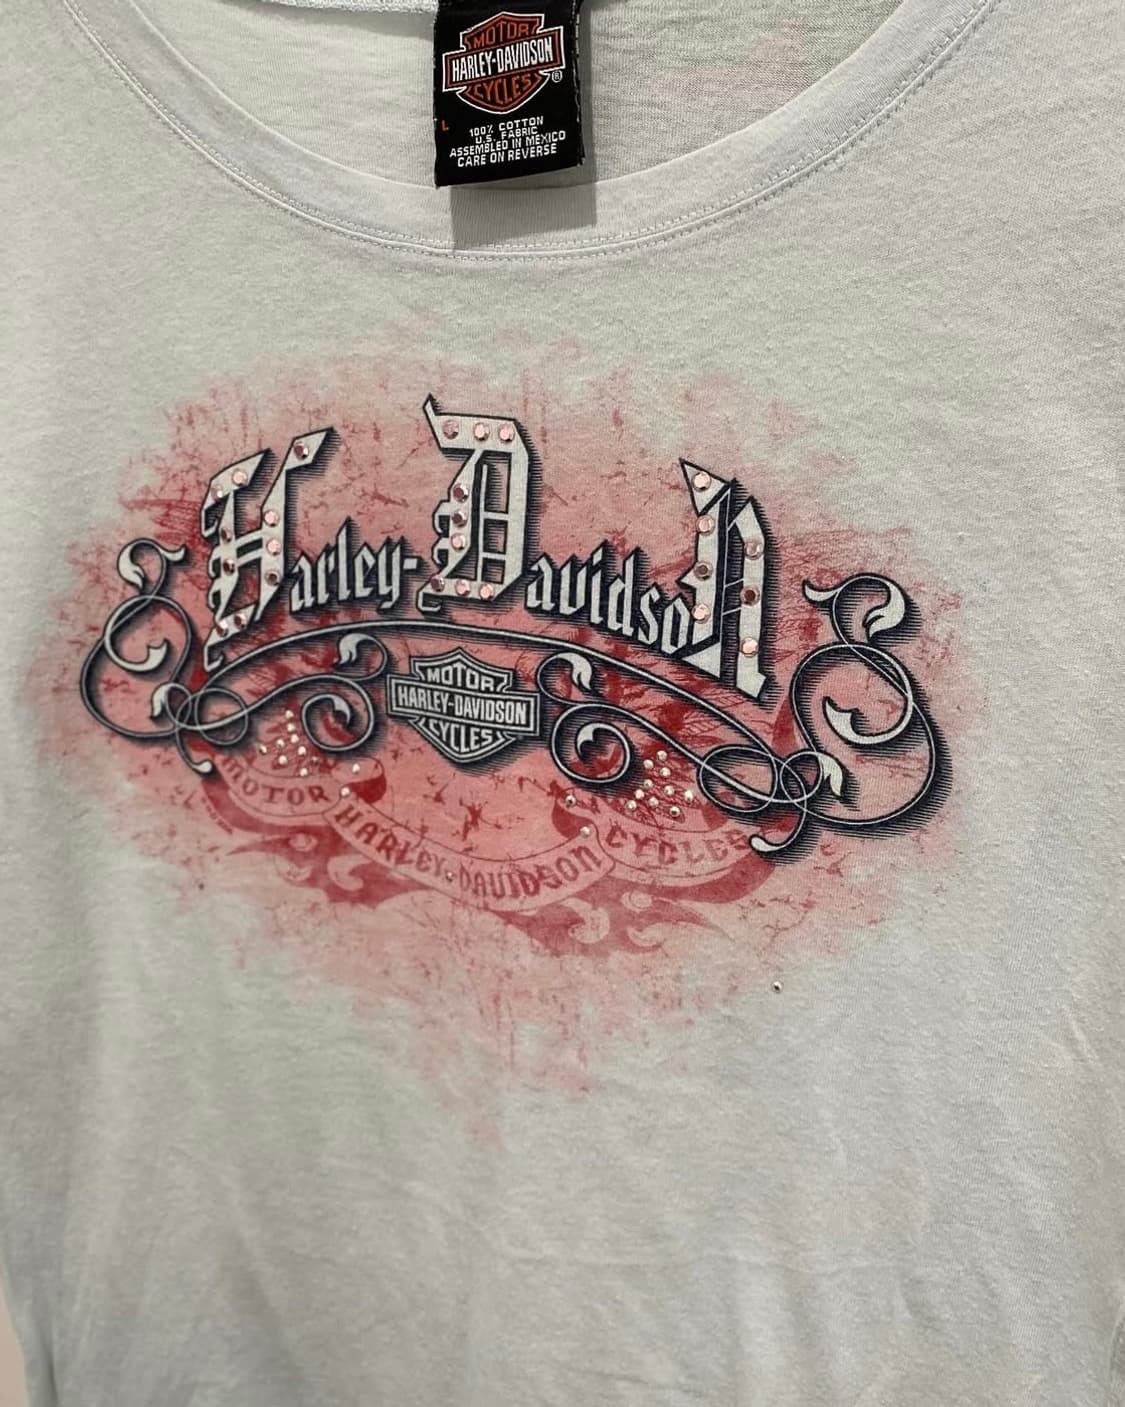 MOTOR
HARLEY-DAVIDSON
CYCLES
®
L
100% COTTON
U.S. FABRIC
ASSEMBLED IN MEXICO
CARE ON REVERSE
Harley-Davidson
MOTOR
HARLEY-DAVIDSON
CYCLES
MOTOR
HARLEY-DAVIDSON
CYCLES